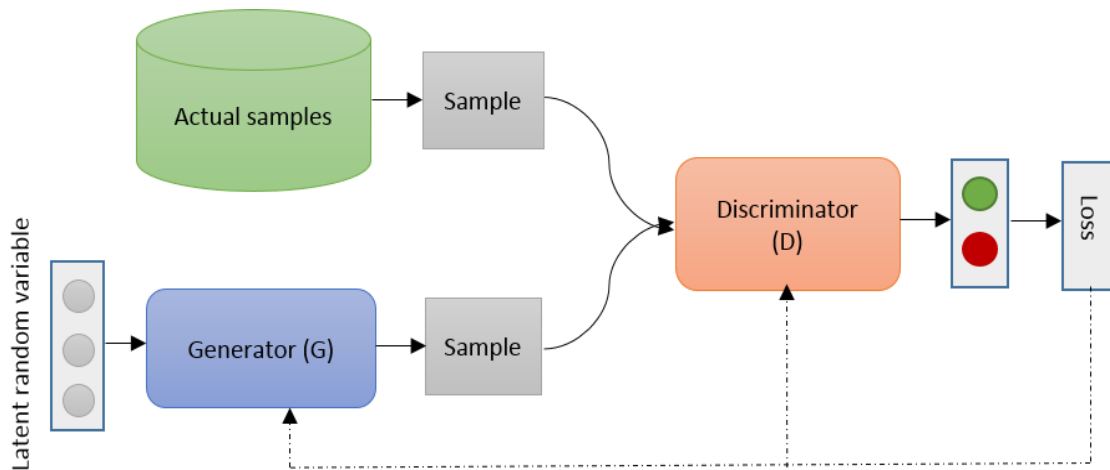 Actual samples
Sample
Discriminator
(D)
Loss
Latent random variable
Generator (G)
Sample